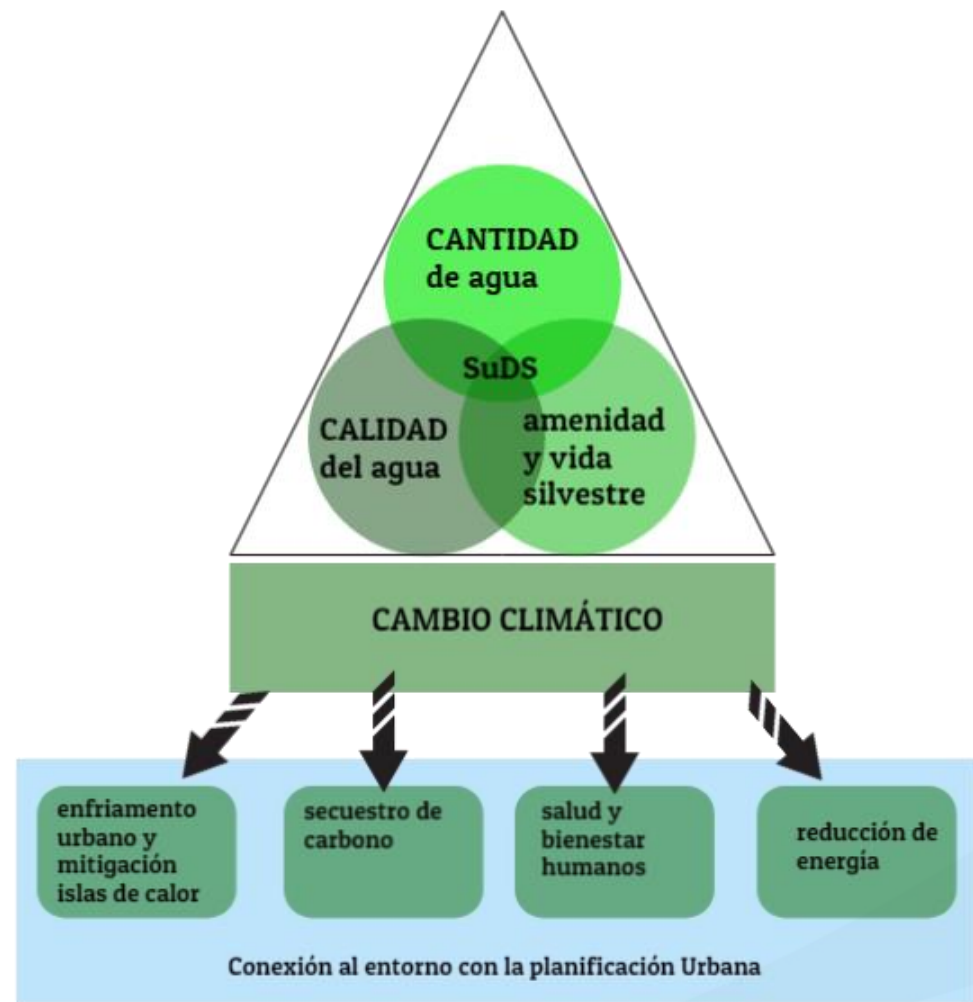 CANTIDAD
de agua
SuDS
CALIDAD
del agua
amenidad
y vida
silvestre
CAMBIO CLIMÁTICO
enfriamento
urbano y
mitigación
islas de calor
secuestro de
carbono
salud y
bienestar
humanos
reducción de
energía
Conexión al entorno con la planificación Urbana